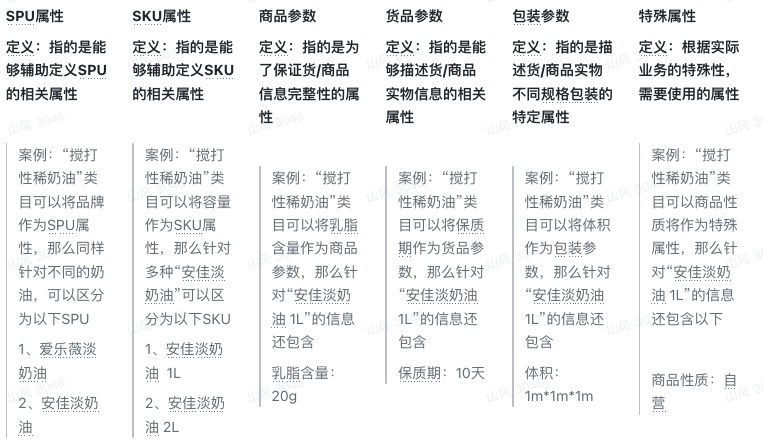 SPU属性
定义：指的是能
够辅助定义SPU
的相关属性
案例：“搅打
性稀奶油”类
目可以将品牌
作为SPU属
性，那么同样
针对不同的奶
油，可以区分
为以下SPU
1、爱乐薇淡
奶油
2、安佳淡奶
油
SKU属性
定义：指的是能
够辅助定义SKU
的相关属性
案例：“搅打
性稀奶油”类
目可以将容量
作为SKU属
性，那么针对
多种“安佳淡
奶油”可以区
分为以下SKU
1、安佳淡奶
油 1L
2、安佳淡奶
油 2L
商品参数
定义：指的是为
了保证货/商品
信息完整性的属
性
案例：“搅打
性稀奶油”类
目可以将乳脂
含量作为商品
参数，那么针
对“安佳淡奶
油 1L”的信息
还包含
乳脂含量：
20g
货品参数
定义：指的是能
够描述货/商品
实物信息的相关
属性
案例：“搅打
性稀奶油”类
目可以将保质
期作为货品参
数，那么针对
“安佳淡奶油
1L”的信息还
包含
保质期：10天
包装参数
定义：指的是描
述货/商品实物
不同规格包装的
特定属性
案例：“搅打
性稀奶油”类
目可以将体积
作为包装参
数，那么针对
“安佳淡奶油
1L”的信息还
包含
体积：
1m*1m*1m
特殊属性
定义：根据实际
业务的特殊性，
需要使用的属性
案例：“搅打
性稀奶油”类
目可以商品性
质将作为特殊
属性，那么针
对“安佳淡奶
油 1L”的信息
还包含以下
商品性质：自
营
山风 3046